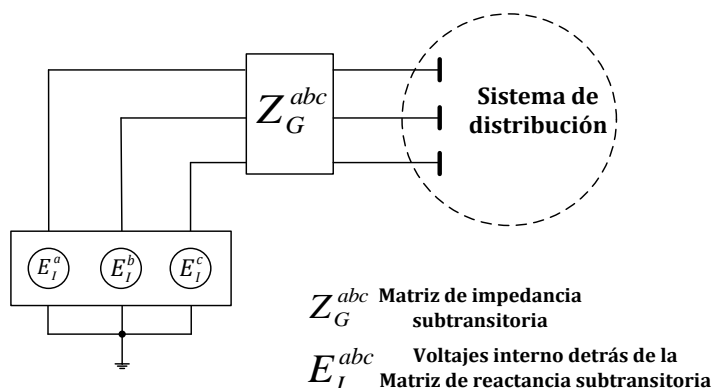 Z_G^{abc}
Sistema de
distribución
E_I^a E_I^b E_I^c
Z_G^{abc} Matriz de impedancia
subtransitoria
E_I^{abc} Voltajes interno detrás de la
Matriz de reactancia subtransitoria